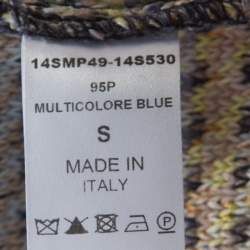 14SMP49-14S530
95P
MULTICOLORE BLUE
S
MADE IN
ITALY
P